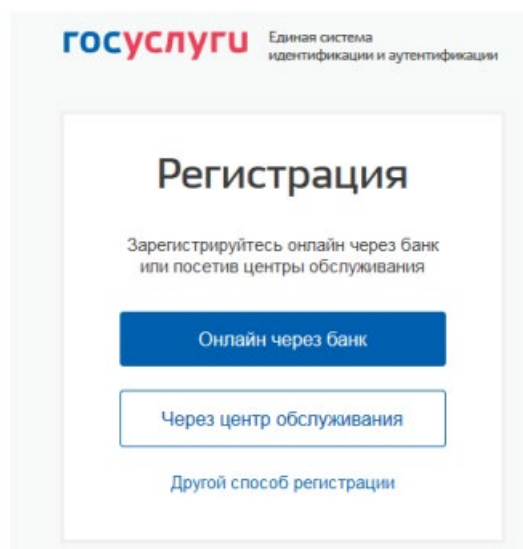 госуслуги
Единая система
идентификации и аутентификации
Регистрация
Зарегистрируйтесь онлайн через банк
или посетив центры обслуживания
Онлайн через банк
Через центр обслуживания
Другой способ регистрации